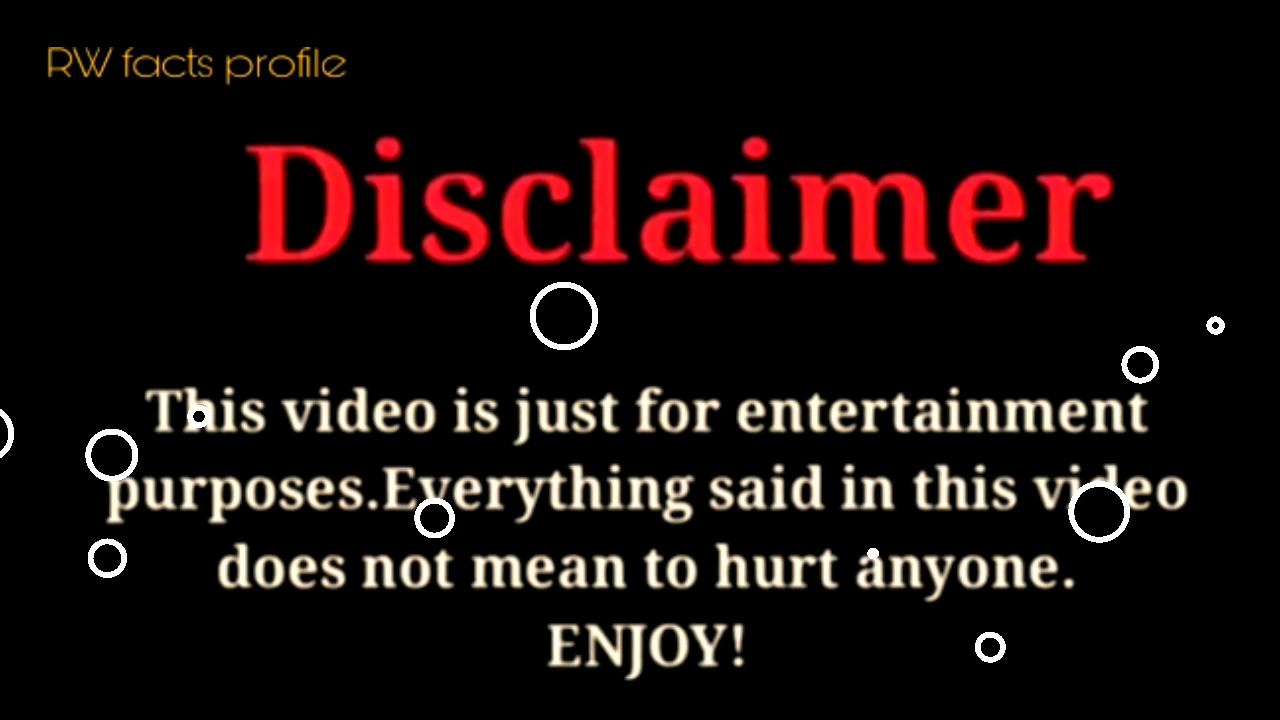 RW facts profile
Disclaimer
This video is just for entertainment
purposes.Everything said in this video
does not mean to hurt anyone.
ENJOY!